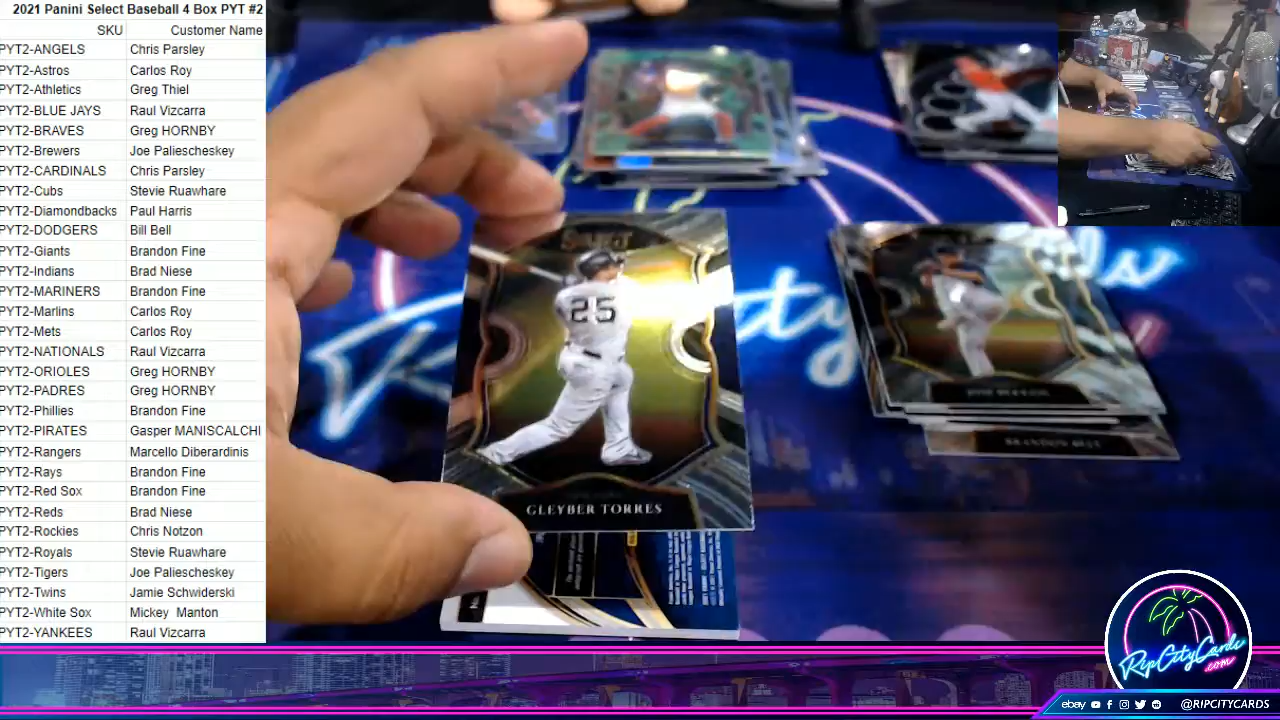 2021 Panini Select Baseball 4 Box PYT #2
SKU Customer Name
PYT2-ANGELS Chris Parsley
PYT2-Astros Carlos Roy
PYT2-Athletics Greg Thiel
PYT2-BLUE JAYS Raul Vizcarra
PYT2-BRAVES Greg HORNBY
PYT2-Brewers Joe Paliescheskey
PYT2-CARDINALS Chris Parsley
PYT2-Cubs Stevie Ruawhare
PYT2-Diamondbacks Paul Harris
PYT2-DODGERS Bill Bell
PYT2-Giants Brandon Fine
PYT2-Indians Brad Niese
PYT2-MARINERS Brandon Fine
PYT2-Marlins Carlos Roy
PYT2-Mets Carlos Roy
PYT2-NATIONALS Raul Vizcarra
PYT2-ORIOLES Greg HORNBY
PYT2-PADRES Greg HORNBY
PYT2-Phillies Brandon Fine
PYT2-PIRATES Gasper MANISCALCHI
PYT2-Rangers Marcello Diberardinis
PYT2-Rays Brandon Fine
PYT2-Red Sox Brandon Fine
PYT2-Reds Brad Niese
PYT2-Rockies Chris Notzon
PYT2-Royals Stevie Ruawhare
PYT2-Tigers Joe Paliescheskey
PYT2-Twins Jamie Schwiderski
PYT2-White Sox Mickey Manton
PYT2-YANKEES Raul Vizcarra
SELECT
25
GLEYBER TORRES
BRANDON
RipCityCards
.com
ebay @RIPCITYCARDS